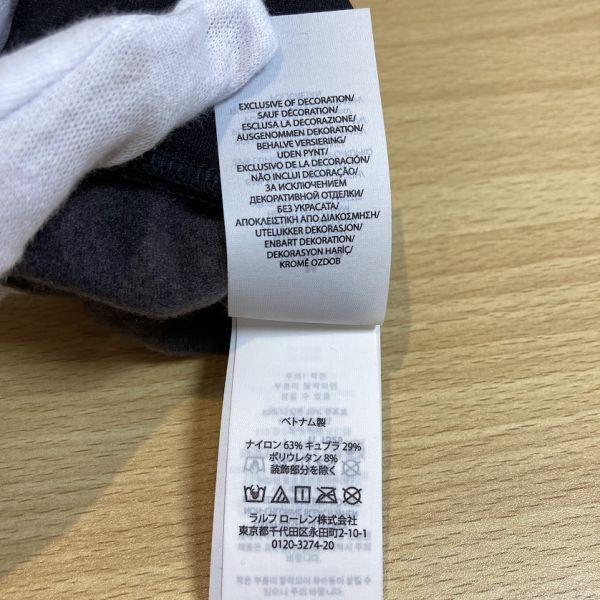 EXCLUSIVE OF DECORATION/
SAUF DÉCORATION/
ESCLUSA LA DECORAZIONE/
AUSGENOMMEN DEKORATION/
BEHALVE VERSIERING/
UDEN PYNT/
EXCLUSIVO DE LA DECORACIÓN/
NÃO INCLUI DECORAÇÃO/
ЗА ИСКЛЮЧЕНИЕМ
ДЕКОРАТИВНОЙ ОТДЕЛКИ/
БЕЗ УКРАСАТА/
ΑΠΟΚΛΕΙΣΤΙΚΗ ΑΠΟ ΔΙΑΚΟΣΜΗΣΗ/
UTELUKKER DEKORASJON/
ENBART DEKORATION/
DEKORASYON HARİÇ/
KROMĚ OZDOB
ベトナム製
ナイロン 63% キュプラ 29%
ポリウレタン 8%
装飾部分を除く
ラルフ ローレン株式会社
東京都千代田区永田町2-10-1
0120-3274-20